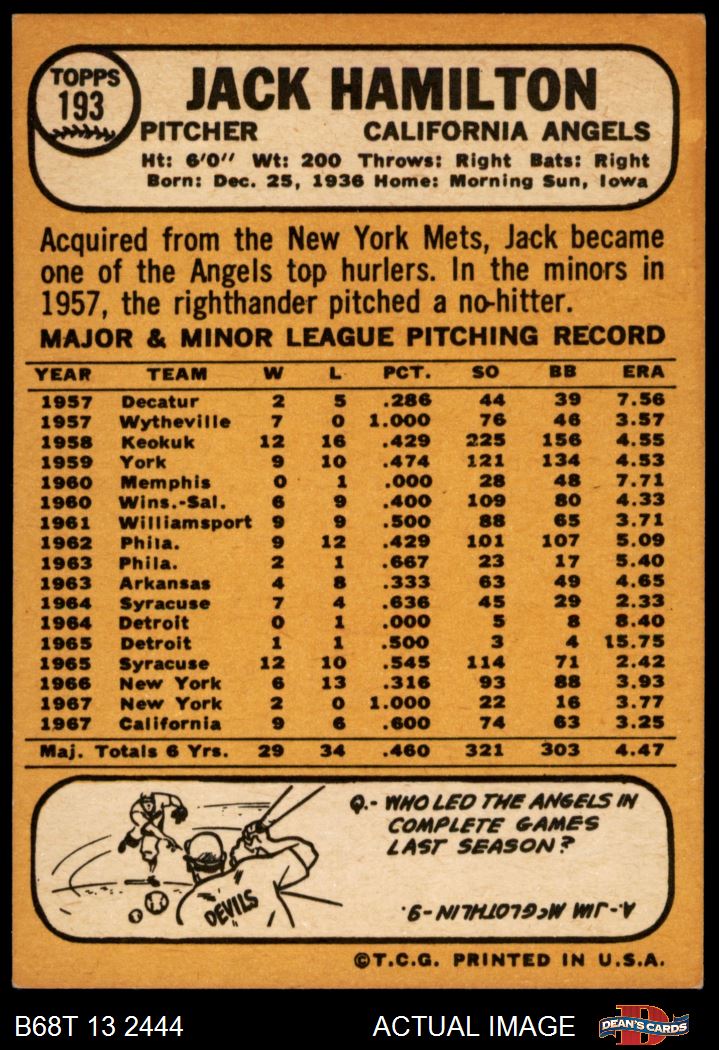 TOPPS
193
JACK HAMILTON
PITCHER CALIFORNIA ANGELS
Ht: 6'0" Wt: 200 Throws: Right Bats: Right
Born: Dec. 25, 1936 Home: Morning Sun, Iowa
Acquired from the New York Mets, Jack became
one of the Angels top hurlers. In the minors in
1957, the righthander pitched a no-hitter.
MAJOR & MINOR LEAGUE PITCHING RECORD
YEAR TEAM W L PCT. SO BB ERA
1957 Decatur 2 5 .286 44 39 7.56
1957 Wytheville 7 0 1.000 76 46 3.57
1958 Keokuk 12 16 .429 225 156 4.55
1959 York 9 10 .474 121 134 4.53
1960 Memphis 0 1 .000 28 48 7.71
1960 Wins.-Sal. 6 9 .400 109 80 4.33
1961 Williamsport 9 9 .500 88 65 3.71
1962 Phila. 9 12 .429 101 107 5.09
1963 Phila. 2 1 .667 23 17 5.40
1963 Arkansas 4 8 .333 63 49 4.65
1964 Syracuse 7 4 .636 45 29 2.33
1964 Detroit 0 1 .000 5 8 8.40
1965 Detroit 1 1 .500 3 4 15.75
1965 Syracuse 12 10 .545 114 71 2.42
1966 New York 6 13 .316 93 88 3.93
1967 New York 2 0 1.000 22 16 3.77
1967 California 9 6 .600 74 63 3.25
Maj. Totals 6 Yrs. 29 34 .460 321 303 4.47
Q.- WHO LED THE ANGELS IN
COMPLETE GAMES
LAST SEASON?
DEVILS
A.- JIM McGLOTHLIN - 9.
©T.C.G. PRINTED IN U.S.A.
B68T 13 2444 ACTUAL IMAGE
D
DEAN'S CARDS